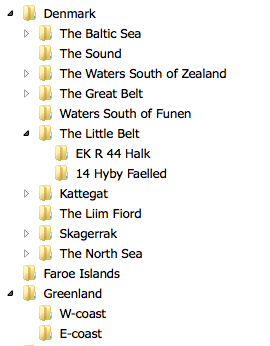 Denmark
The Baltic Sea
The Sound
The Waters South of Zealand
The Great Belt
Waters South of Funen
The Little Belt
EK R 44 Halk
14 Hyby Faelled
Kattegat
The Liim Fiord
Skagerrak
The North Sea
Faroe Islands
Greenland
W-coast
E-coast